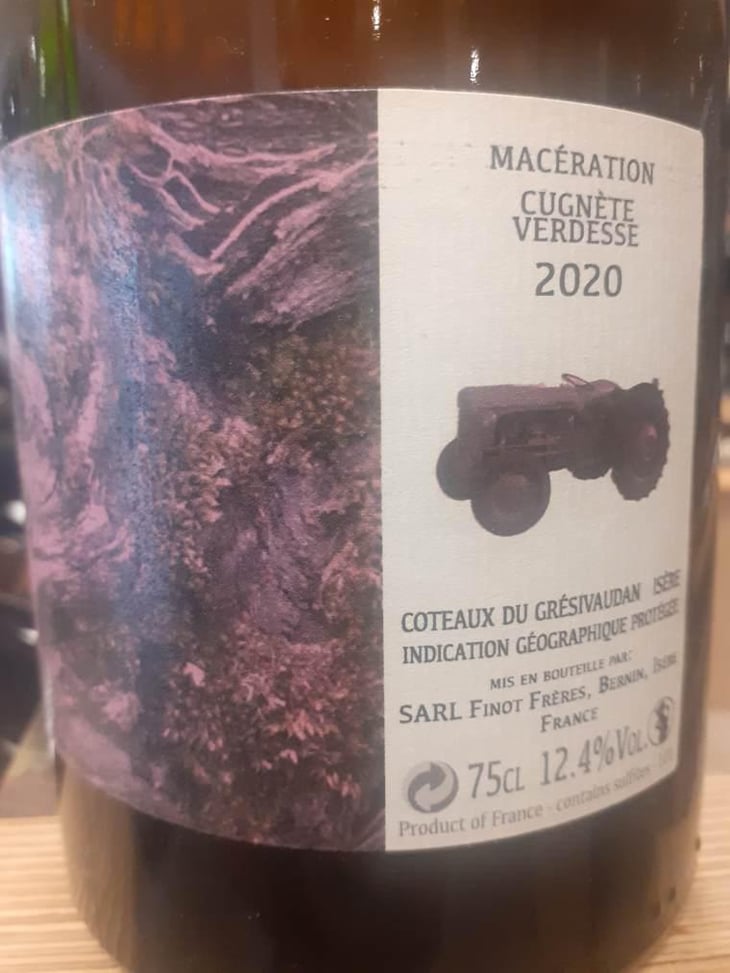 MACÉRATION
CUGNÈTE
VERDESSE
2020
COTEAUX DU GRÉSIVAUDAN ISÈRE
INDICATION GÉOGRAPHIQUE PROTÉGÉE
MIS EN BOUTEILLE PAR:
SARL FINOT FRÈRES, BERNIN, ISÈRE
FRANCE
75CL 12.4%VOL.
Product of France - contains sulfites -